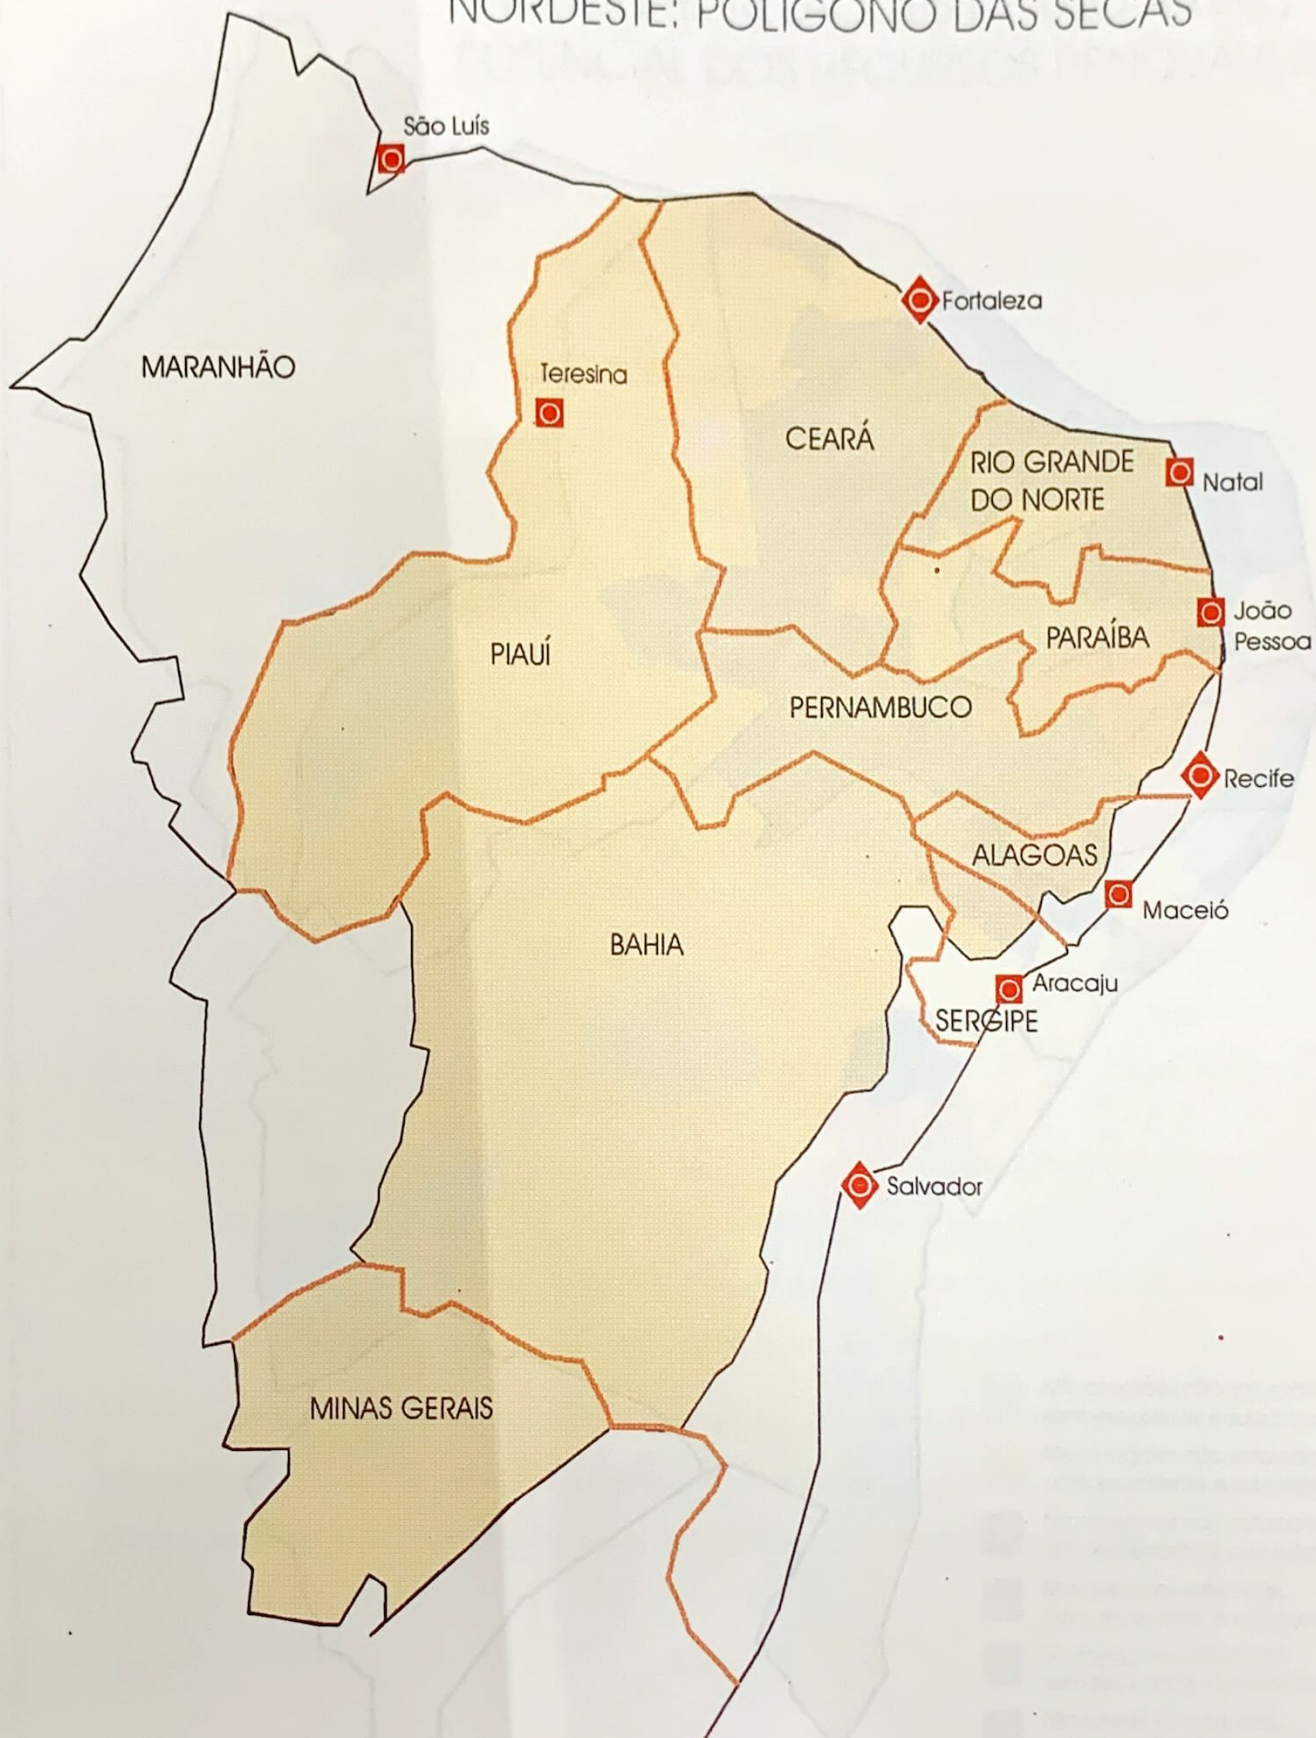 NORDESTE: POLÍGONO DAS SECAS
São Luís
Fortaleza
MARANHÃO
Teresina
CEARÁ
RIO GRANDE
DO NORTE
Natal
João
Pessoa
PARAÍBA
PIAUÍ
PERNAMBUCO
Recife
ALAGOAS
Maceió
BAHIA
Aracaju
SERGIPE
Salvador
MINAS GERAIS